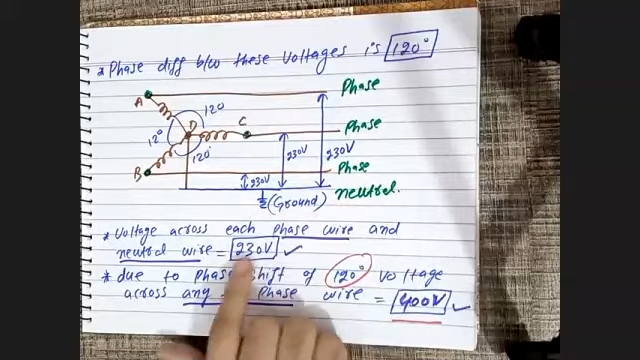 * Phase diff b/w these Voltages is 120°
Phase
A
120
D
C
Phase
120
120
230V
230V
B
Phase
230V
(Ground)
neutral.
* Voltage across each phase wire and
neutral wire = 230V ✓
* due to phase shift of 120° voltage
across any phase wire = 400V ✓